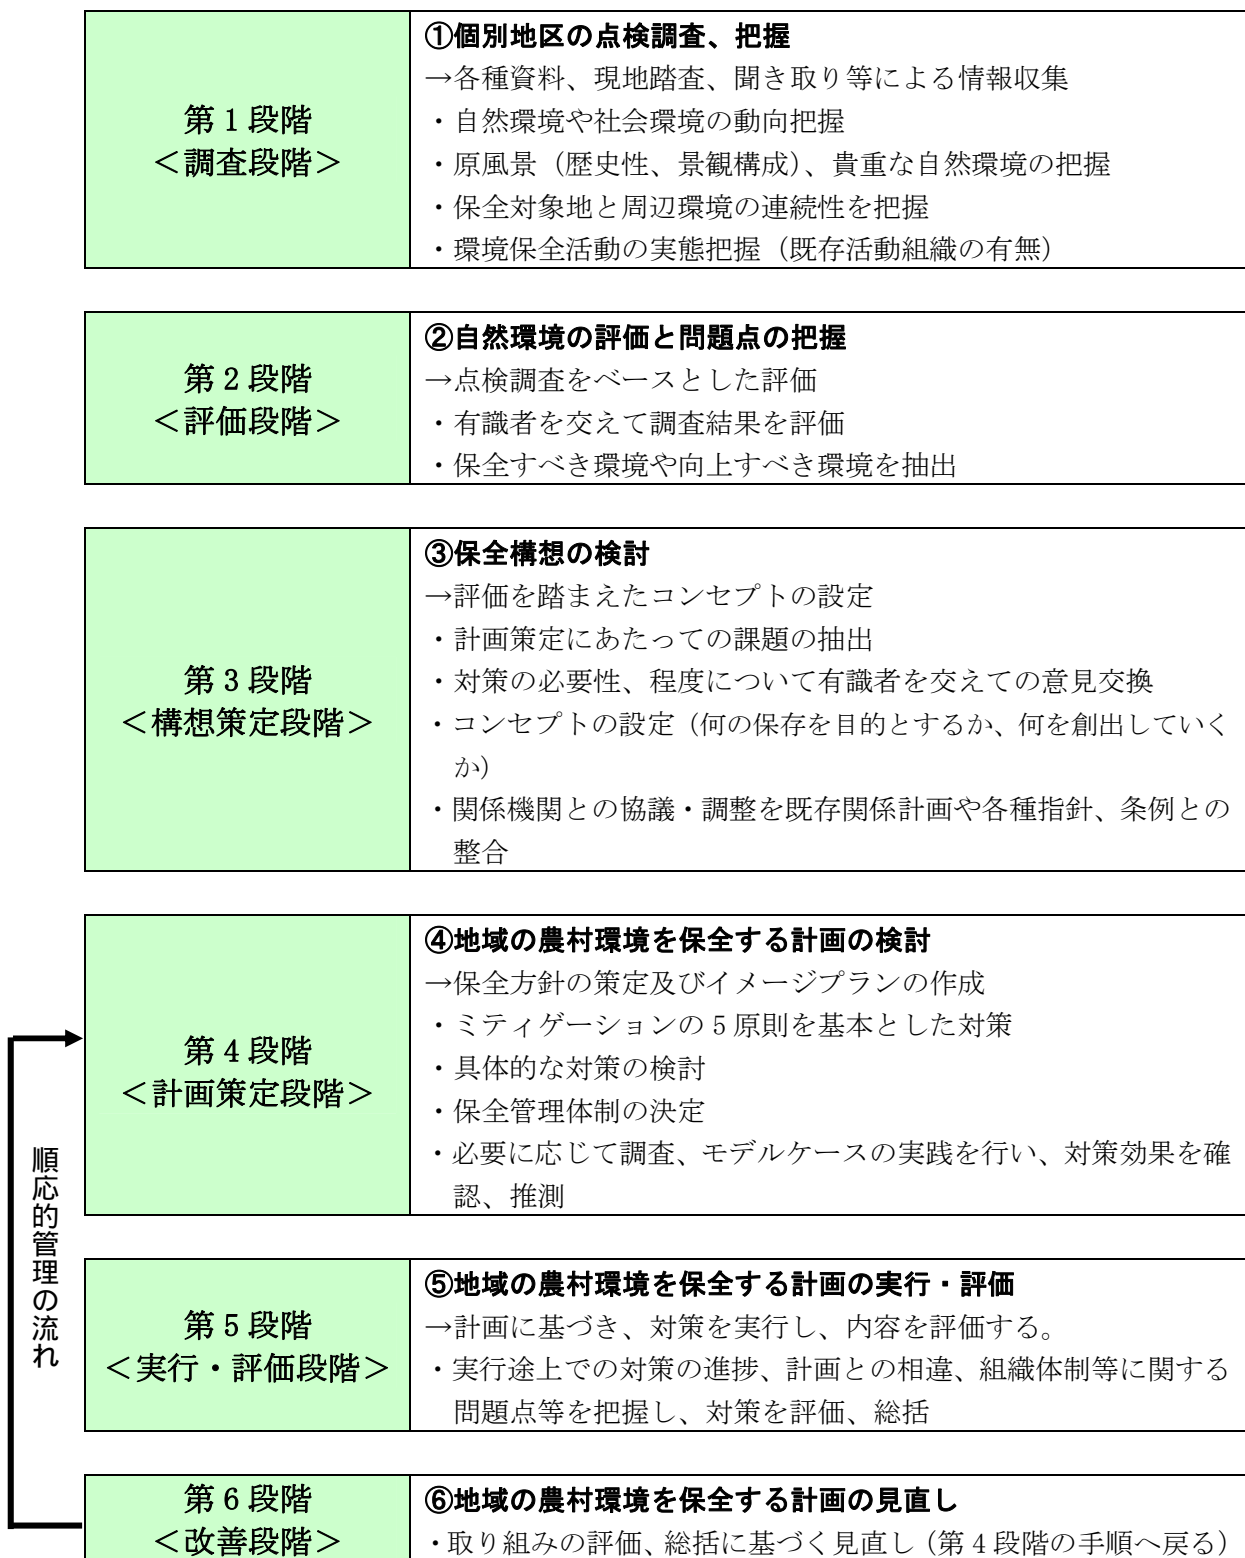 第1段階
＜調査段階＞
①個別地区の点検調査、把握
→各種資料、現地踏査、聞き取り等による情報収集
・自然環境や社会環境の動向把握
・原風景（歴史性、景観構成）、貴重な自然環境の把握
・保全対象地と周辺環境の連続性を把握
・環境保全活動の実態把握（既存活動組織の有無）
第2段階
＜評価段階＞
②自然環境の評価と問題点の把握
→点検調査をベースとした評価
・有識者を交えて調査結果を評価
・保全すべき環境や向上すべき環境を抽出
第3段階
＜構想策定段階＞
③保全構想の検討
→評価を踏まえたコンセプトの設定
・計画策定にあたっての課題の抽出
・対策の必要性、程度について有識者を交えての意見交換
・コンセプトの設定（何の保存を目的とするか、何を創出していく
か）
・関係機関との協議・調整を既存関係計画や各種指針、条例との
整合
第4段階
＜計画策定段階＞
④地域の農村環境を保全する計画の検討
→保全方針の策定及びイメージプランの作成
・ミティゲーションの5原則を基本とした対策
・具体的な対策の検討
・保全管理体制の決定
・必要に応じて調査、モデルケースの実践を行い、対策効果を確
認、推測
順応的管理の流れ
第5段階
＜実行・評価段階＞
⑤地域の農村環境を保全する計画の実行・評価
→計画に基づき、対策を実行し、内容を評価する。
・実行途上での対策の進捗、計画との相違、組織体制等に関する
問題点等を把握し、対策を評価、総括
第6段階
＜改善段階＞
⑥地域の農村環境を保全する計画の見直し
・取り組みの評価、総括に基づく見直し（第4段階の手順へ戻る）